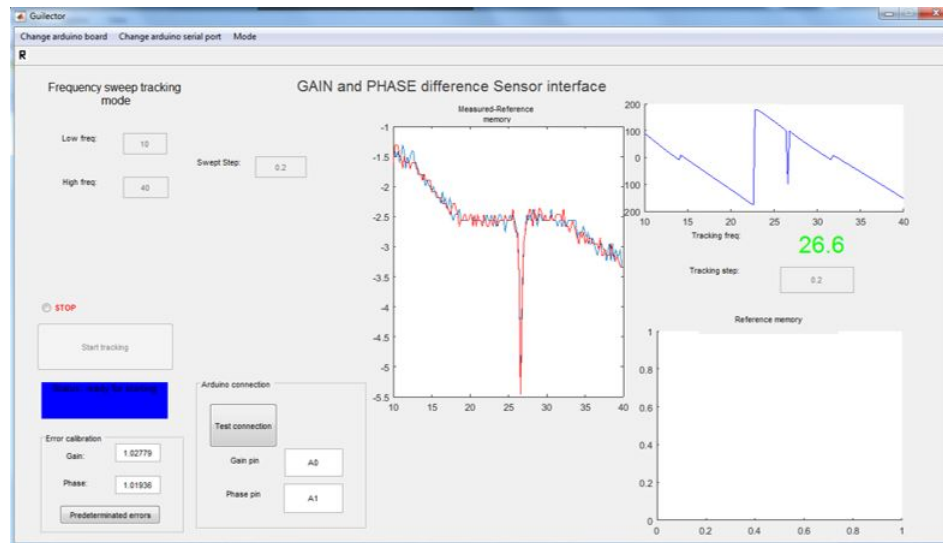 Guilector
Change arduino board Change arduino serial port Mode
R
Frequency sweep tracking
mode
GAIN and PHASE difference Sensor interface
Low freq: 10
High freq: 40
Swept Step: 0.2
Measured-Reference
memory
-1
-1.5
-2
-2.5
-3
-3.5
-4
-4.5
-5
-5.5
10 15 20 25 30 35 40
200
100
0
-100
-200
10 15 20 25 30 35 40
Tracking freq: 26.6
Tracking step: 0.2
STOP
Start tracking
Error calibration
Gain: 1.02779
Phase: 1.01936
Predeterminated errors
Arduino connection
Test connection
Gain pin A0
Phase pin A1
Reference memory
1
0.8
0.6
0.4
0.2
0
0 0.2 0.4 0.6 0.8 1